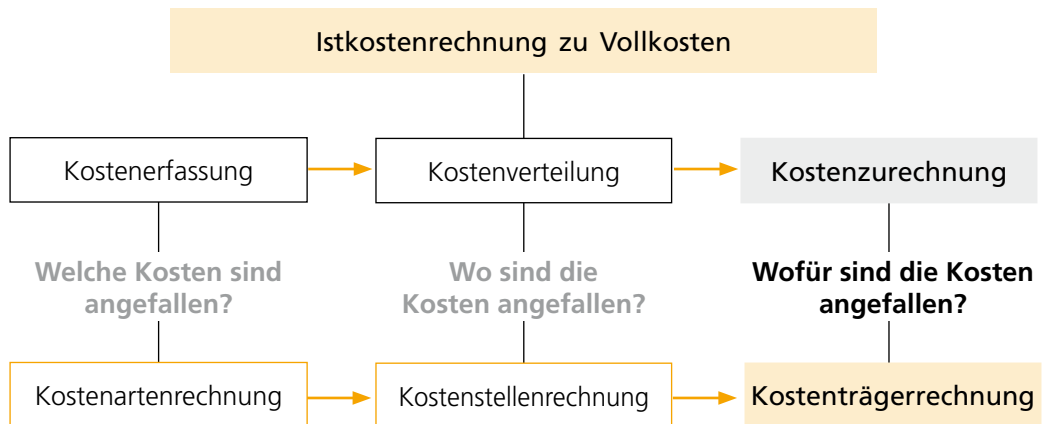 Istkostenrechnung zu Vollkosten
Kostenerfassung
Kostenverteilung
Kostenzurechnung
Welche Kosten sind
angefallen?
Wo sind die
Kosten angefallen?
Wofür sind die Kosten
angefallen?
Kostenartenrechnung
Kostenstellenrechnung
Kostenträgerrechnung